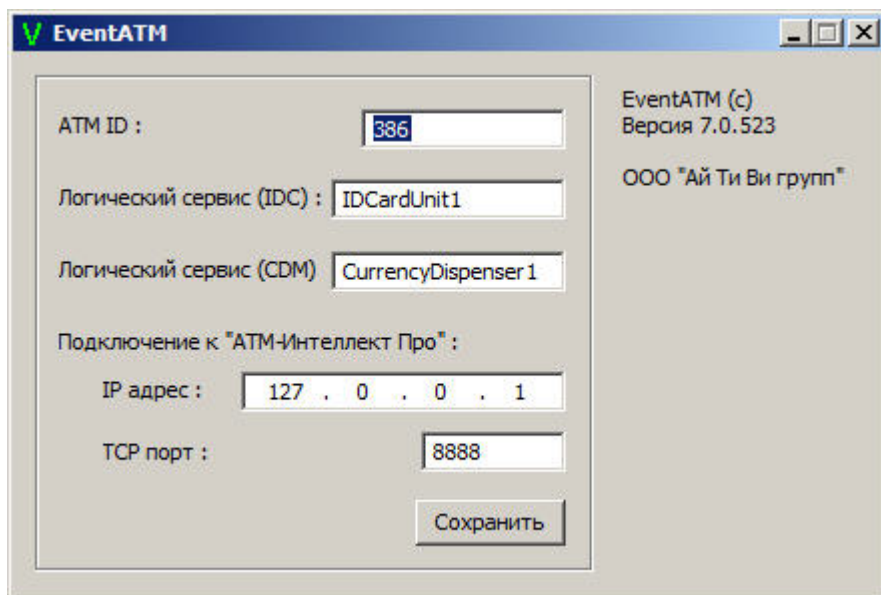 EventATM
ATM ID : 386
Логический сервис (IDC) : IDCardUnit1
Логический сервис (CDM) CurrencyDispenser1
Подключение к "АТМ-Интеллект Про" :
IP адрес : 127 . 0 . 0 . 1
TCP порт : 8888
Сохранить
EventATM (c)
Версия 7.0.523
ООО "Ай Ти Ви групп"